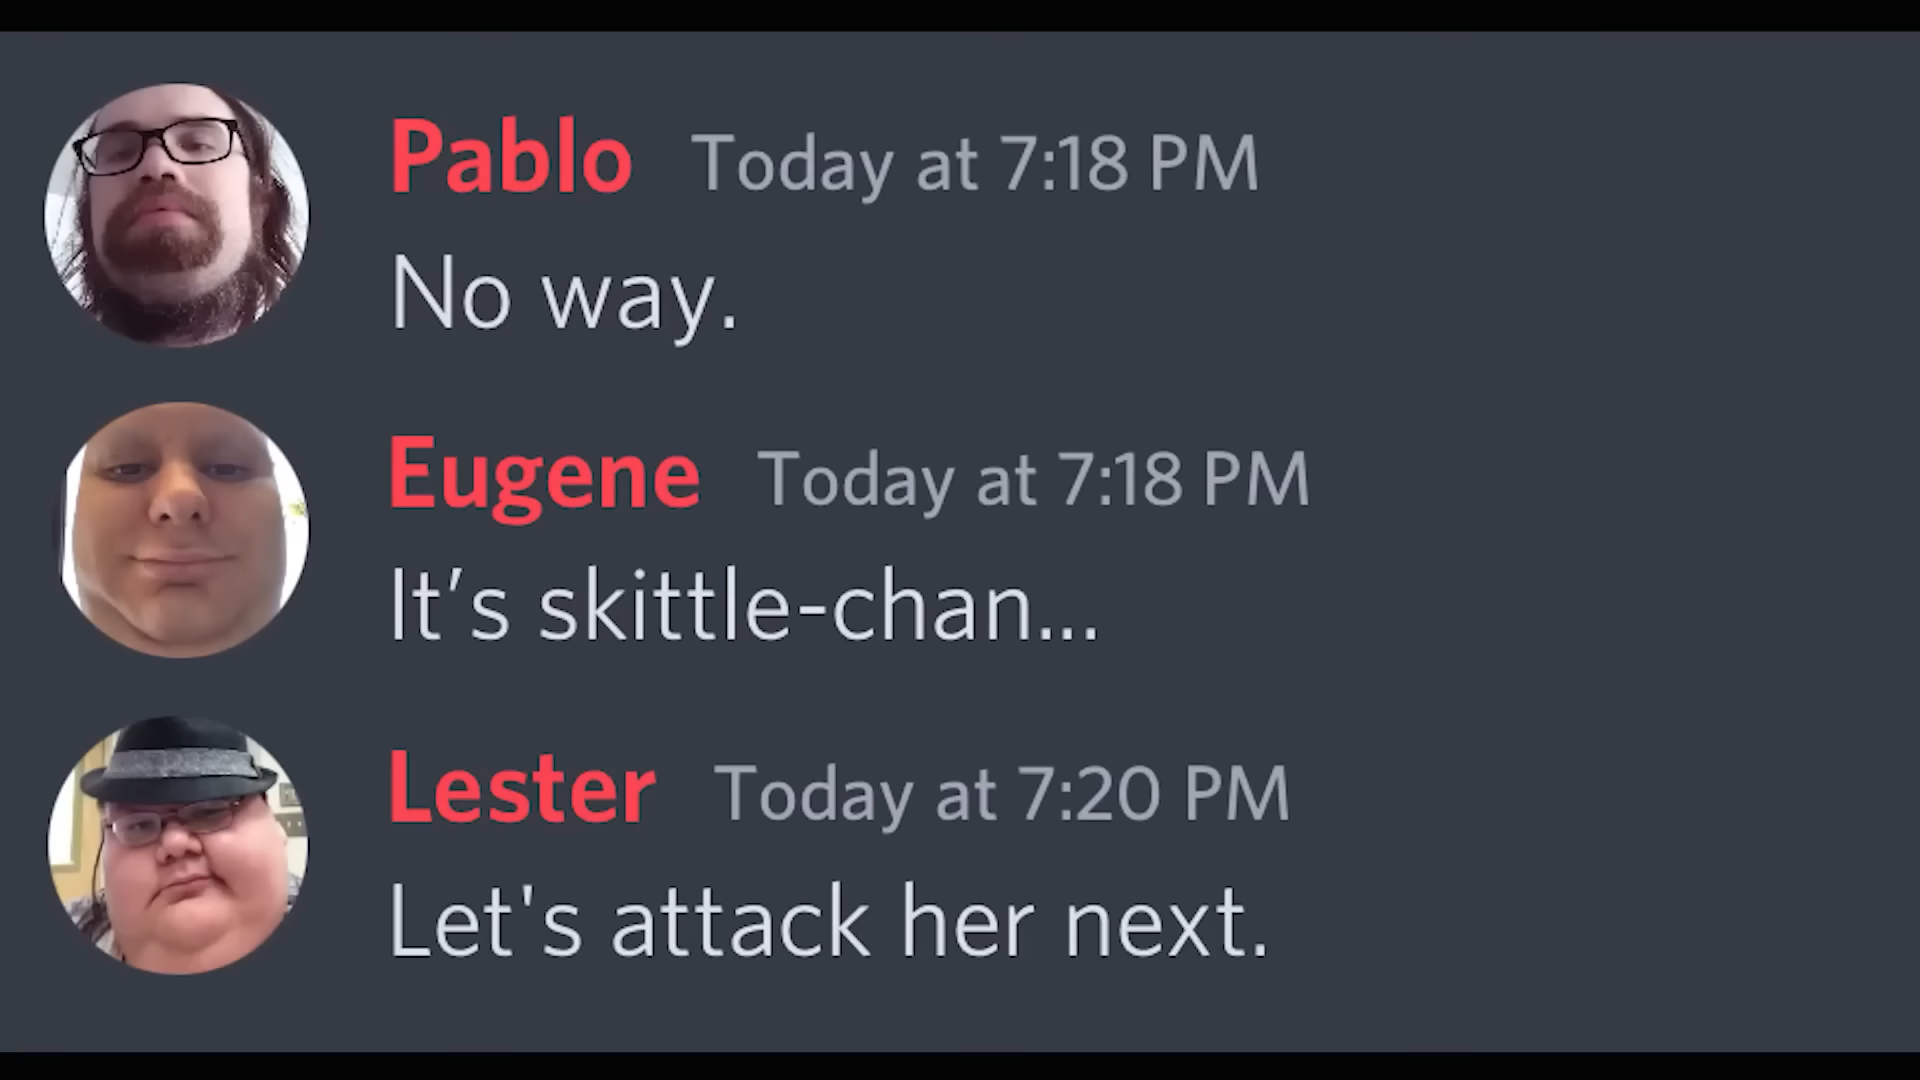 Pablo Today at 7:18 PM
No way.
Eugene Today at 7:18 PM
It’s skittle-chan...
Lester Today at 7:20 PM
Let's attack her next.